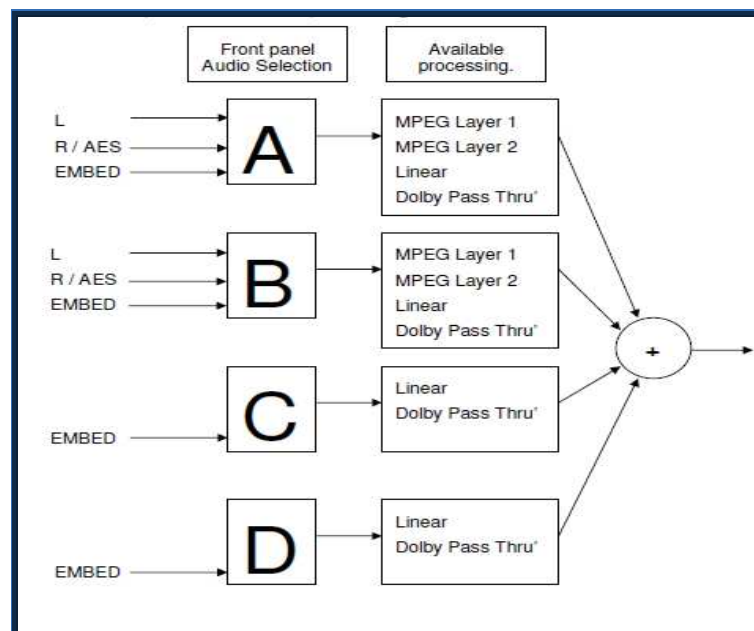 Front panel
Audio Selection
Available
processing.
L
R / AES
EMBED
A
MPEG Layer 1
MPEG Layer 2
Linear
Dolby Pass Thru'
L
R / AES
EMBED
B
MPEG Layer 1
MPEG Layer 2
Linear
Dolby Pass Thru'
+
EMBED
C
Linear
Dolby Pass Thru'
EMBED
D
Linear
Dolby Pass Thru'